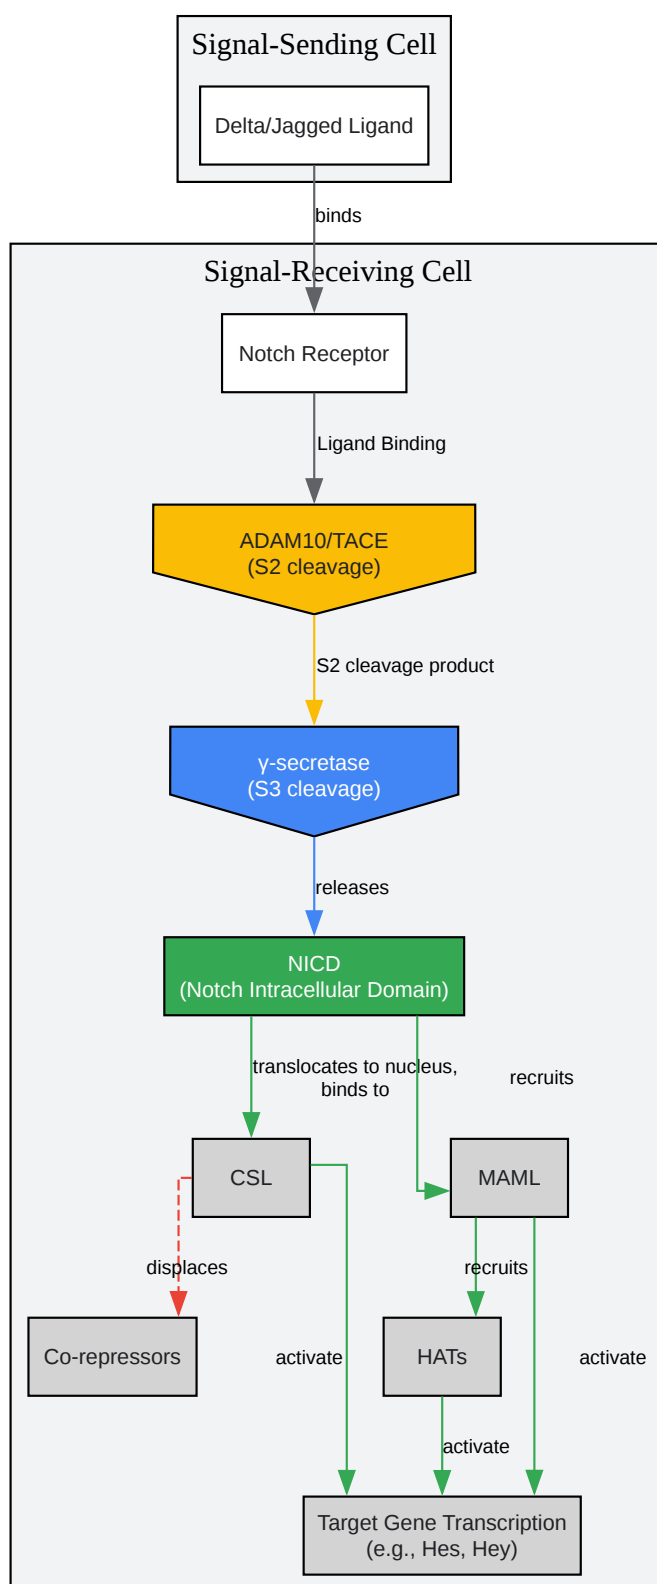 Signal-Sending Cell
Delta/Jagged Ligand
binds
Signal-Receiving Cell
Notch Receptor
Ligand Binding
ADAM10/TACE
(S2 cleavage)
S2 cleavage product
γ-secretase
(S3 cleavage)
releases
NICD
(Notch Intracellular Domain)
translocates to nucleus,
binds to
recruits
CSL
MAML
displaces
recruits
Co-repressors
activate
HATs
activate
activate
Target Gene Transcription
(e.g., Hes, Hey)